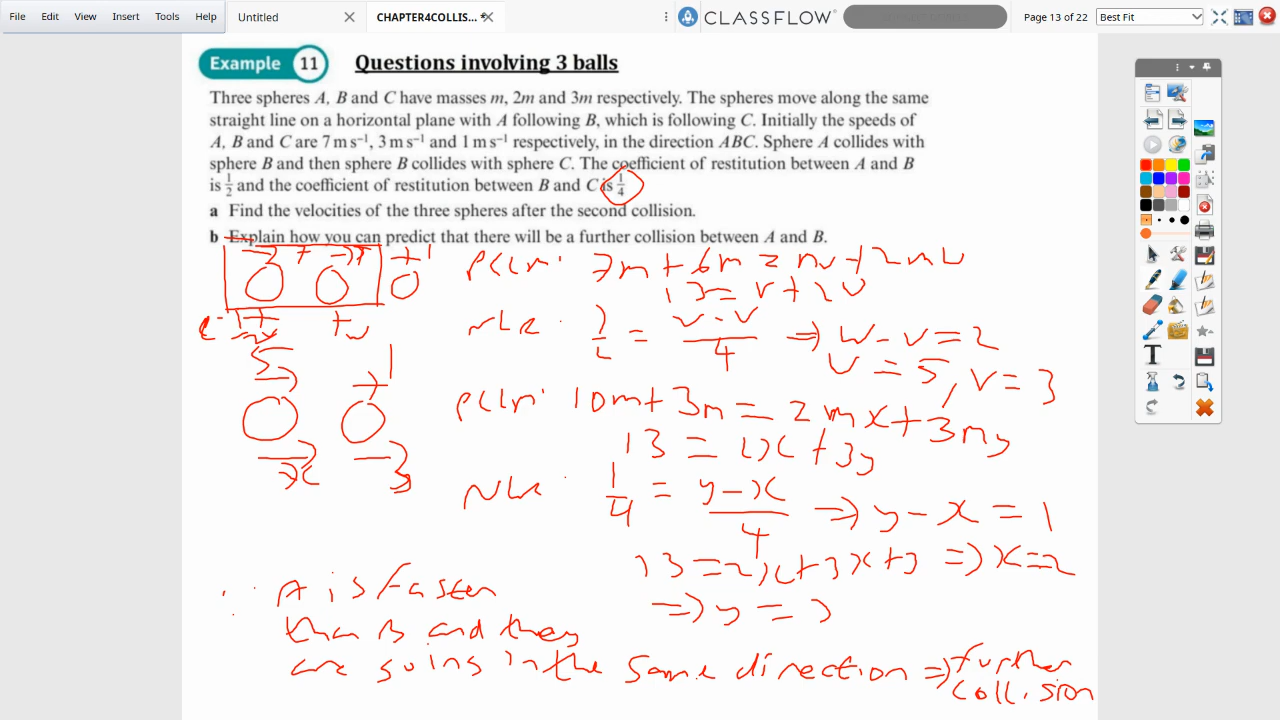 File Edit View Insert Tools Help Untitled CHAPTER4COLLIS... * CLASSFLOW Page 13 of 22 Best Fit
Example 11 Questions involving 3 balls
Three spheres A, B and C have masses m, 2m and 3m respectively. The spheres move along the same
straight line on a horizontal plane with A following B, which is following C. Initially the speeds of
A, B and C are 7 m s⁻¹, 3 m s⁻¹ and 1 m s⁻¹ respectively, in the direction ABC. Sphere A collides with
sphere B and then sphere B collides with sphere C. The coefficient of restitution between A and B
is 1/2 and the coefficient of restitution between B and C is 1/4
a Find the velocities of the three spheres after the second collision.
b Explain how you can predict that there will be a further collision between A and B.
PCLM: 7m + 6m = mv + 2mw
13 = v + 2w
NLR: 1/2 = w - v / 4 ⇒ w - v = 2
w = 5, v = 3
5 1
PCLM: 10m + 3m = 2mx + 3my
13 = 2x + 3y
x y
NLR: 1/4 = y - x / 4 ⇒ y - x = 1
13 = 2x + 3x + 3 ⇒ x = 2
⇒ y = 3
∴ A is faster
than B and they
are going in the same direction ⇒ further
collision